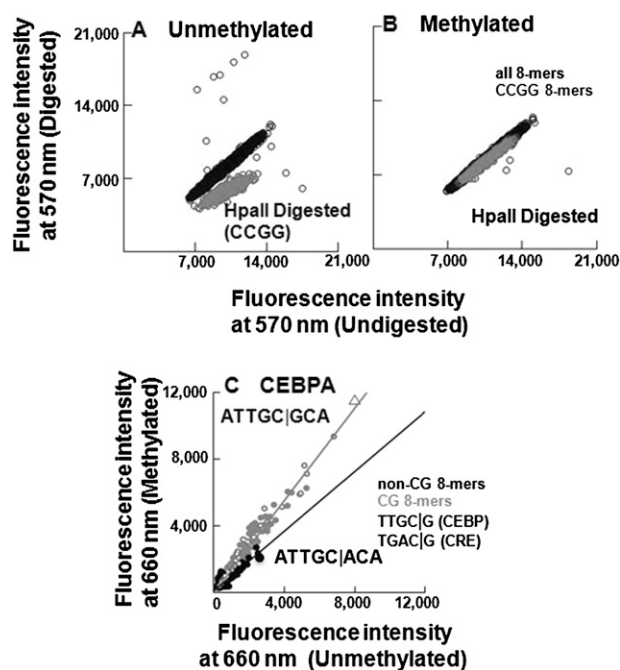 A Unmethylated
21,000
14,000
7,000
Fluorescence intensity
at 570 nm (Digested)
HpaII Digested
(CCGG)
7,000 14,000 21,000
B Methylated
all 8-mers
CCGG 8-mers
HpaII Digested
7,000 14,000 21,000
Fluorescence intensity
at 570 nm (Undigested)
C CEBPA
12,000
8,000
4,000
0
Fluorescence intensity
at 660 nm (Methylated)
ATTGC|GCA
non-CG 8-mers
CG 8-mers
TTGC|G (CEBP)
TGAC|G (CRE)
ATTGC|ACA
4,000 8,000 12,000
Fluorescence intensity
at 660 nm (Unmethylated)